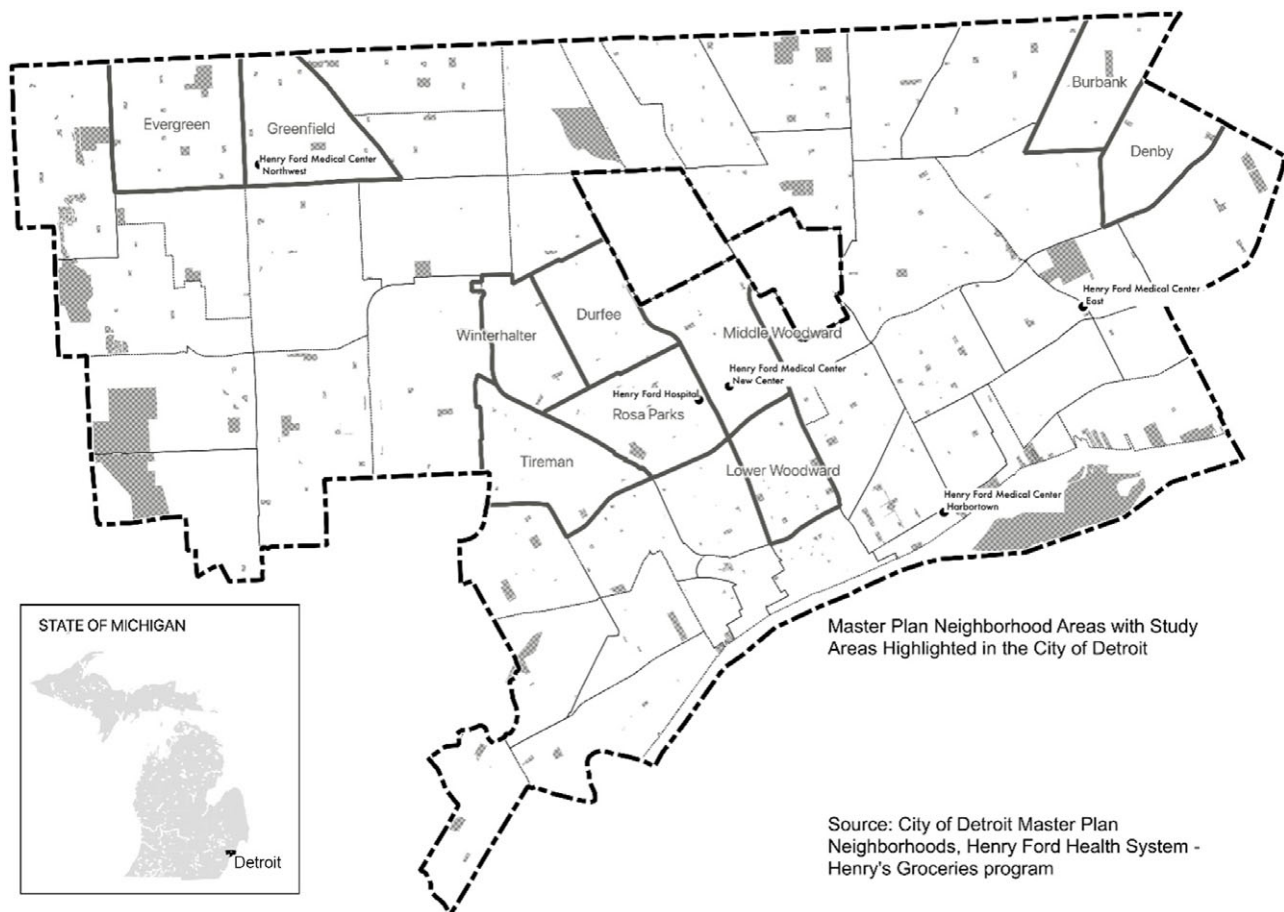 Burbank
Evergreen
Greenfield
Denby
Henry Ford Medical Center
Northwest
Henry Ford Medical Center
East
Durfee
Winterhalter
Middle Woodward
Henry Ford Medical Center
New Center
Henry Ford Hospital
Rosa Parks
Tireman
Lower Woodward
Henry Ford Medical Center
Harbortown
STATE OF MICHIGAN
Detroit
Master Plan Neighborhood Areas with Study
Areas Highlighted in the City of Detroit
Source: City of Detroit Master Plan
Neighborhoods, Henry Ford Health System -
Henry's Groceries program